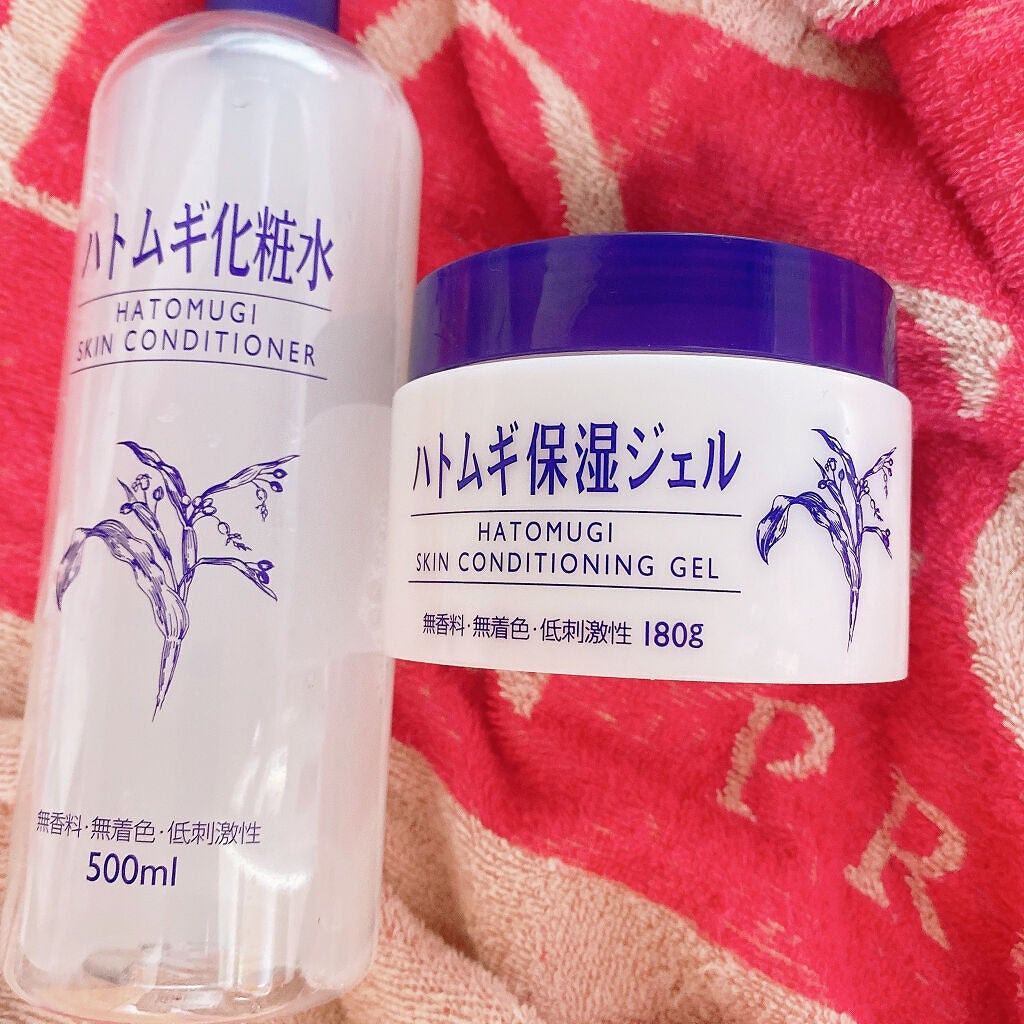 ハトムギ化粧水
HATOMUGI
SKIN CONDITIONER
無香料・無着色・低刺激性
500ml
ハトムギ保湿ジェル
HATOMUGI
SKIN CONDITIONING GEL
無香料・無着色・低刺激性 180g
PR